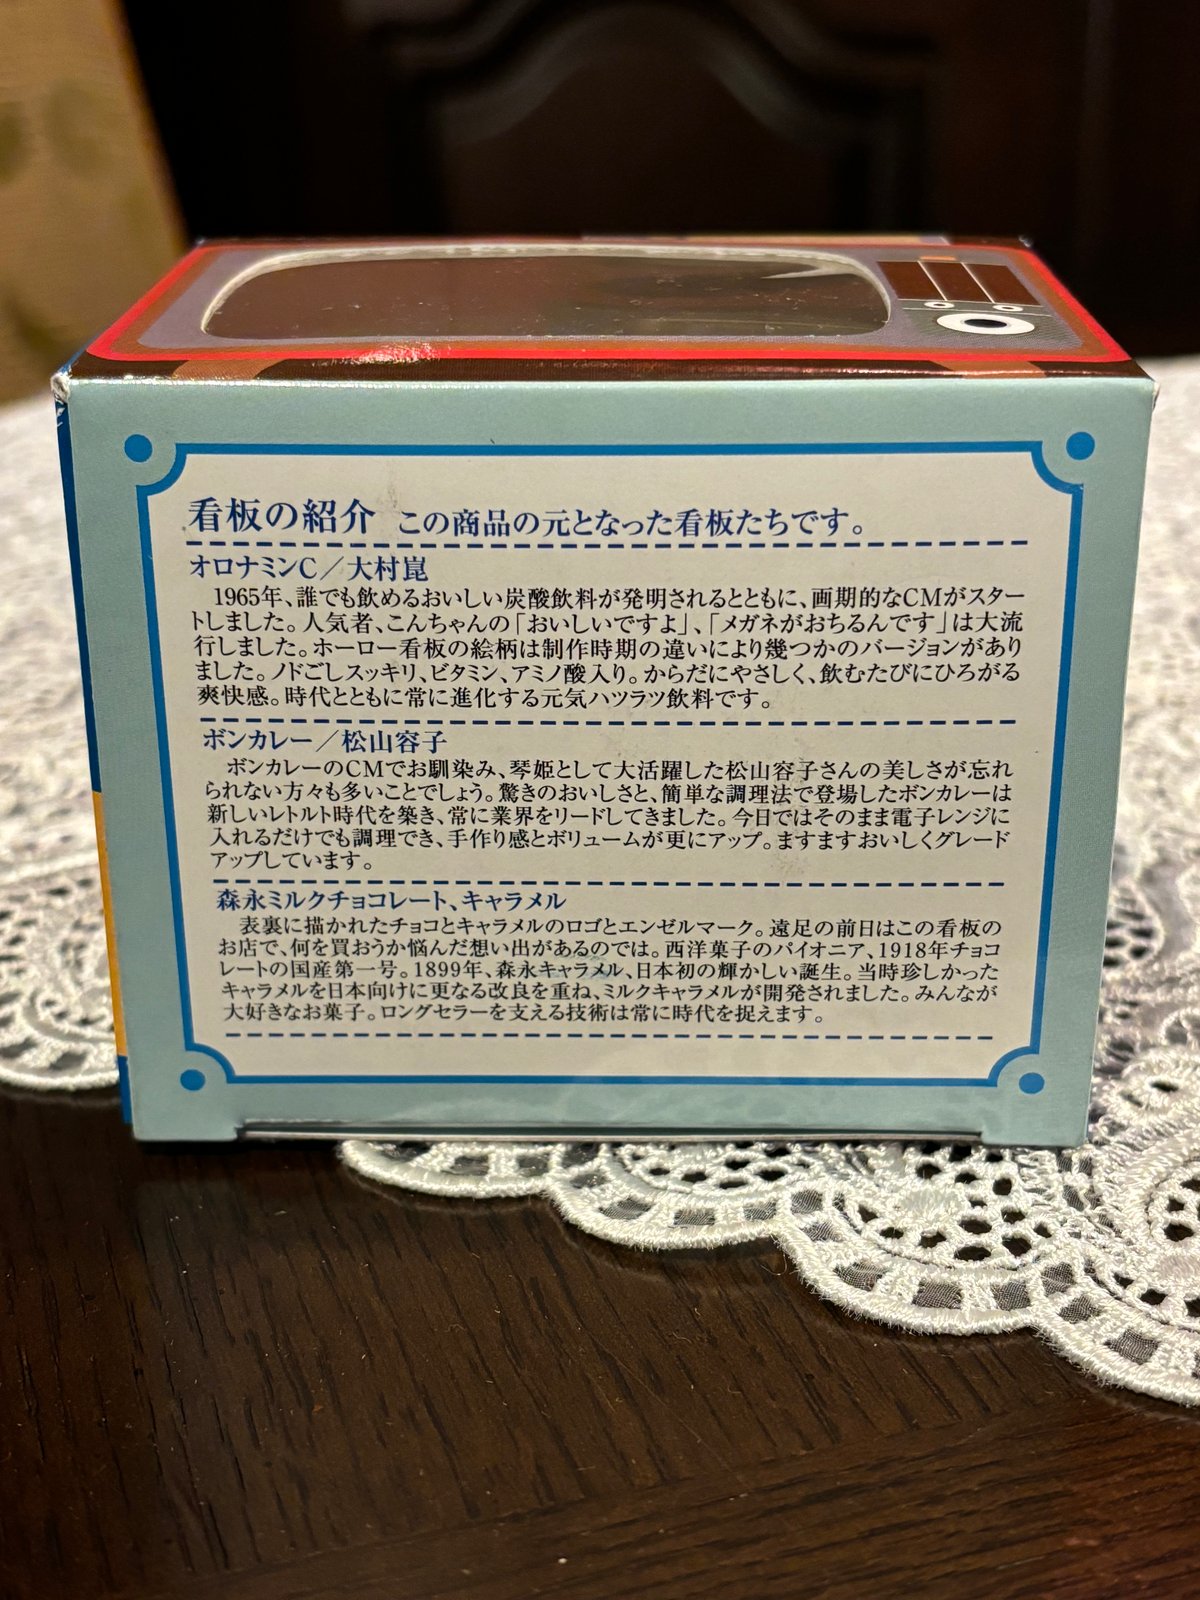 看板の紹介 この商品の元となった看板たちです。
オロナミンC／大村崑
1965年、誰でも飲めるおいしい炭酸飲料が発明されるとともに、画期的なCMがスター
トしました。人気者、こんちゃんの「おいしいですよ」、「メガネがおちるんです」は大流
行しました。ホーロー看板の絵柄は制作時期の違いにより幾つかのバージョンがあり
ました。ノドごしスッキリ、ビタミン、アミノ酸入り。からだにやさしく、飲むたびにひろがる
爽快感。時代とともに常に進化する元気ハツラツ飲料です。
ボンカレー／松山容子
ボンカレーのCMでお馴染み、琴姫として大活躍した松山容子さんの美しさが忘れ
られない方々も多いことでしょう。驚きのおいしさと、簡単な調理法で登場したボンカレーは
新しいレトルト時代を築き、常に業界をリードしてきました。今日ではそのまま電子レンジに
入れるだけでも調理でき、手作り感とボリュームが更にアップ。ますますおいしくグレード
アップしています。
森永ミルクチョコレート、キャラメル
表裏に描かれたチョコとキャラメルのロゴとエンゼルマーク。遠足の前日はこの看板の
お店で、何を買おうか悩んだ想い出があるのでは。西洋菓子のパイオニア、1918年チョコ
レートの国産第一号。1899年、森永キャラメル、日本初の輝かしい誕生。当時珍しかった
キャラメルを日本向けに更なる改良を重ね、ミルクキャラメルが開発されました。みんなが
大好きなお菓子。ロングセラーを支える技術は常に時代を捉えます。